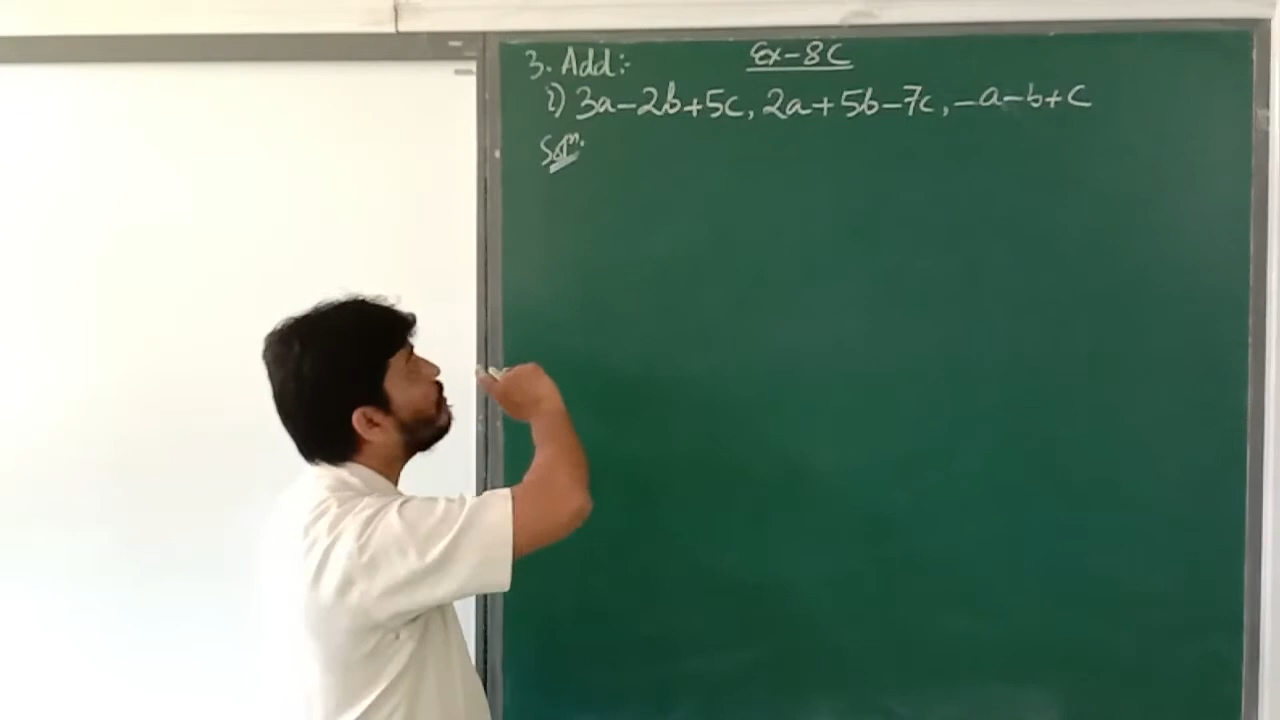 Ex-8C
3. Add:-
i) 3a-2b+5c, 2a+5b-7c, -a-b+c
Solⁿ.